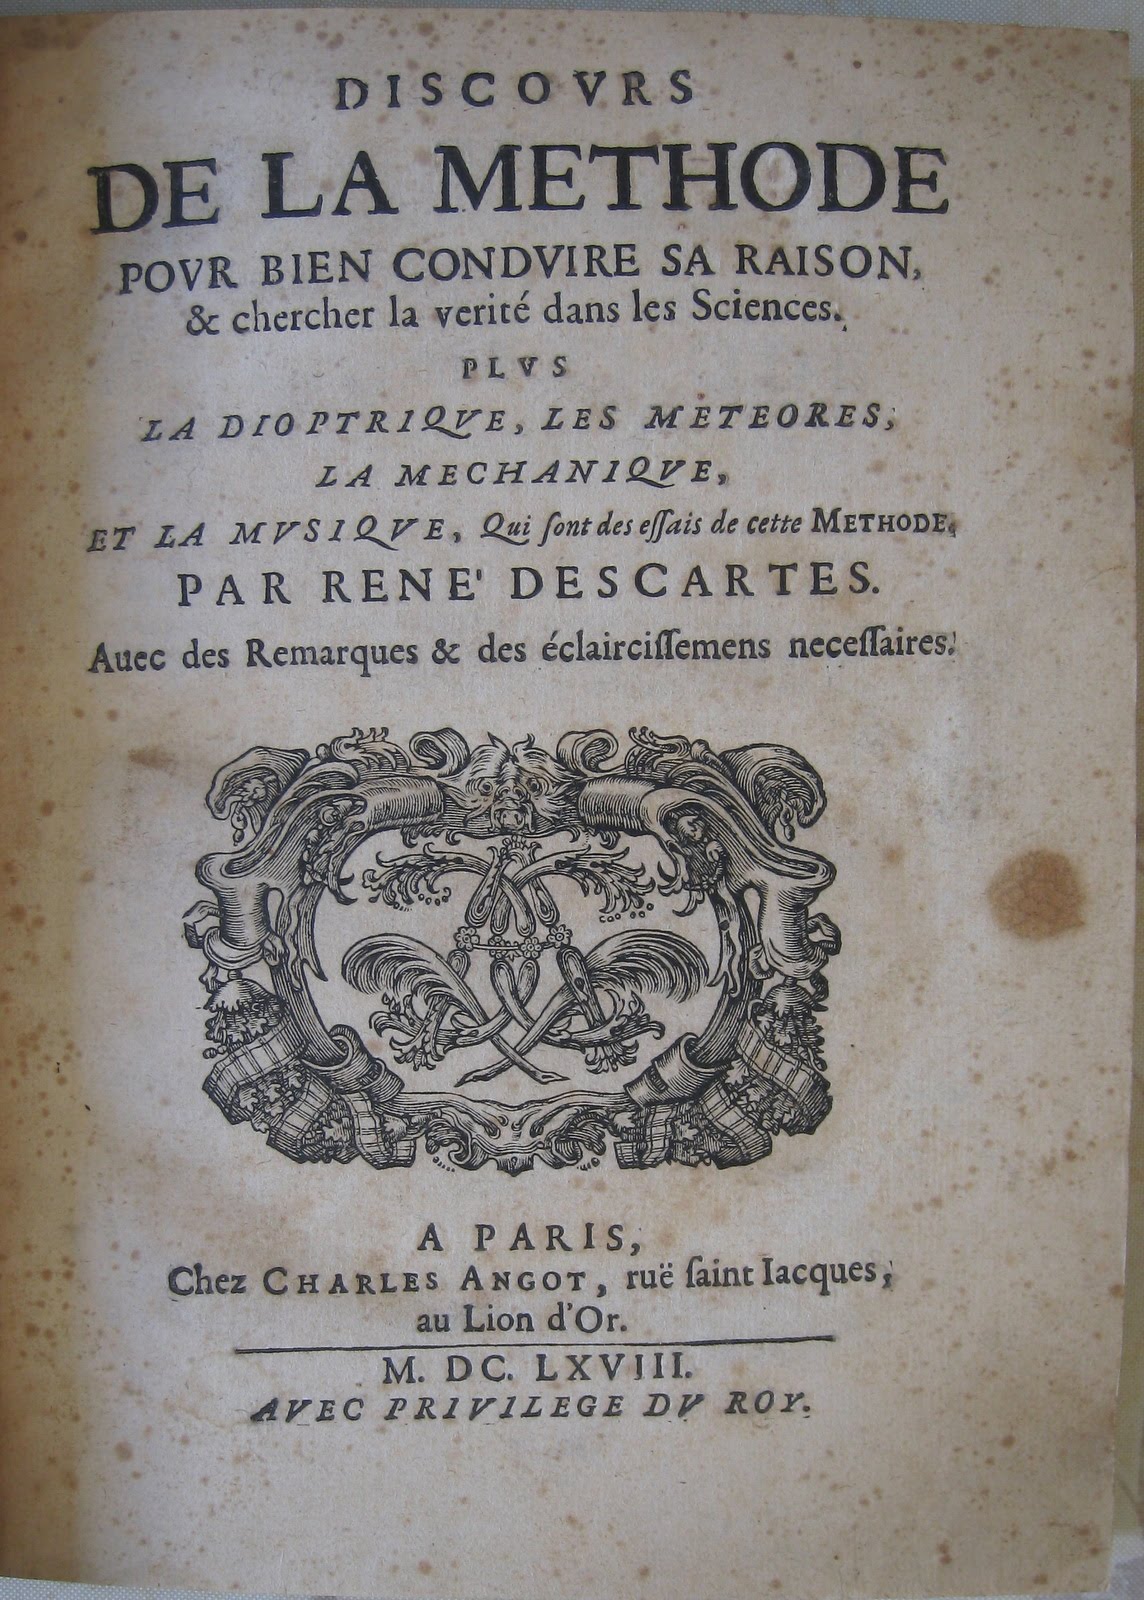 DISCOVRS
DE LA METHODE
POVR BIEN CONDVIRE SA RAISON,
& chercher la verité dans les Sciences.
PLVS
LA DIOPTRIQVE, LES METEORES,
LA MECHANIQVE,
ET LA MVSIQVE, Qui ſont des eſſais de cette METHODE.
PAR RENE' DESCARTES.
Auec des Remarques & des éclairciſſemens neceſſaires.
A PARIS,
Chez CHARLES ANGOT, ruë ſaint Iacques,
au Lion d'Or.
M. DC. LXVIII.
AVEC PRIVILEGE DV ROY.